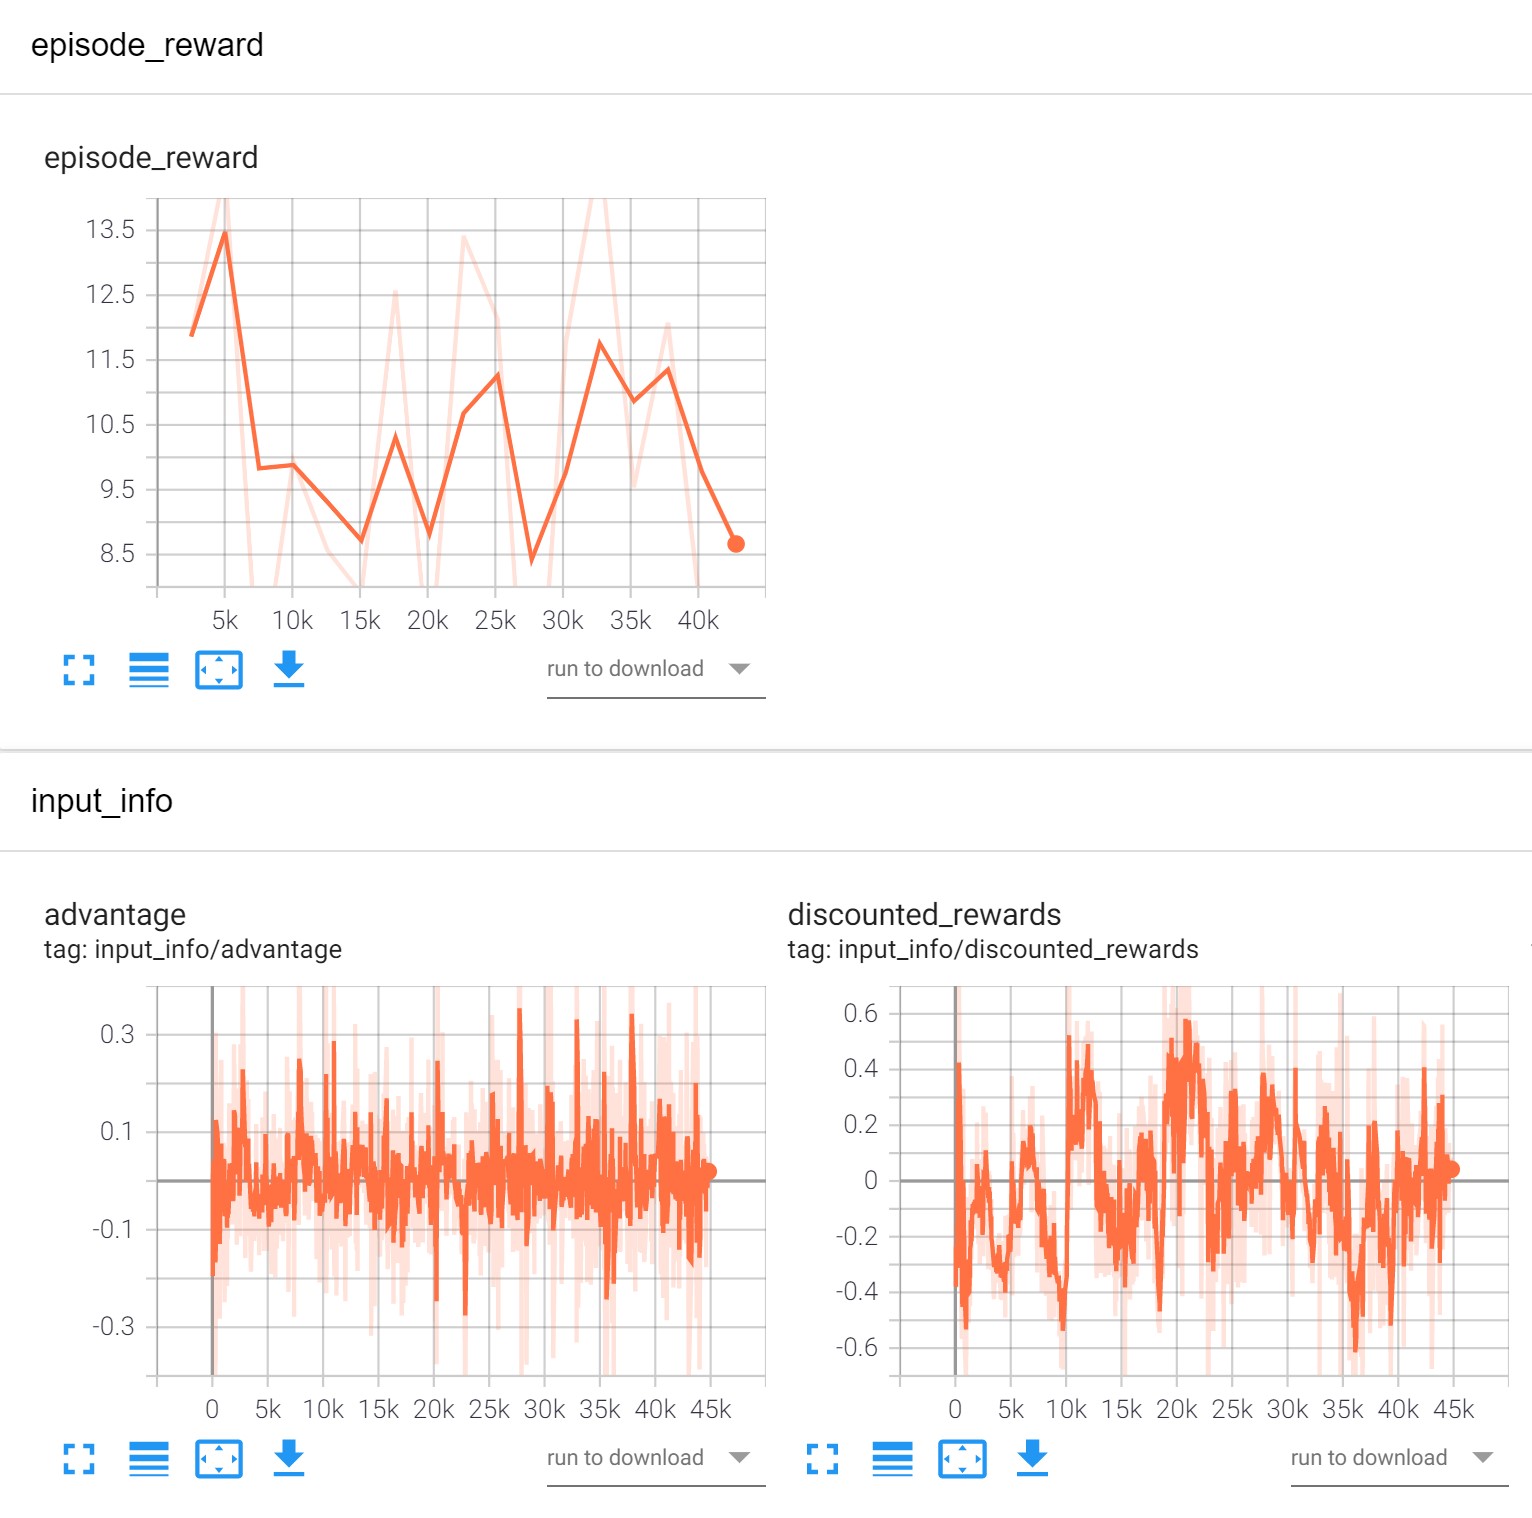 episode_reward
episode_reward
13.5
12.5
11.5
10.5
9.5
8.5
5k 10k 15k 20k 25k 30k 35k 40k
run to download
input_info
advantage
tag: input_info/advantage
0.3
0.1
-0.1
-0.3
0 5k 10k 15k 20k 25k 30k 35k 40k 45k
run to download
discounted_rewards
tag: input_info/discounted_rewards
0.6
0.4
0.2
0
-0.2
-0.4
-0.6
0 5k 10k 15k 20k 25k 30k 35k 40k 45k
run to download